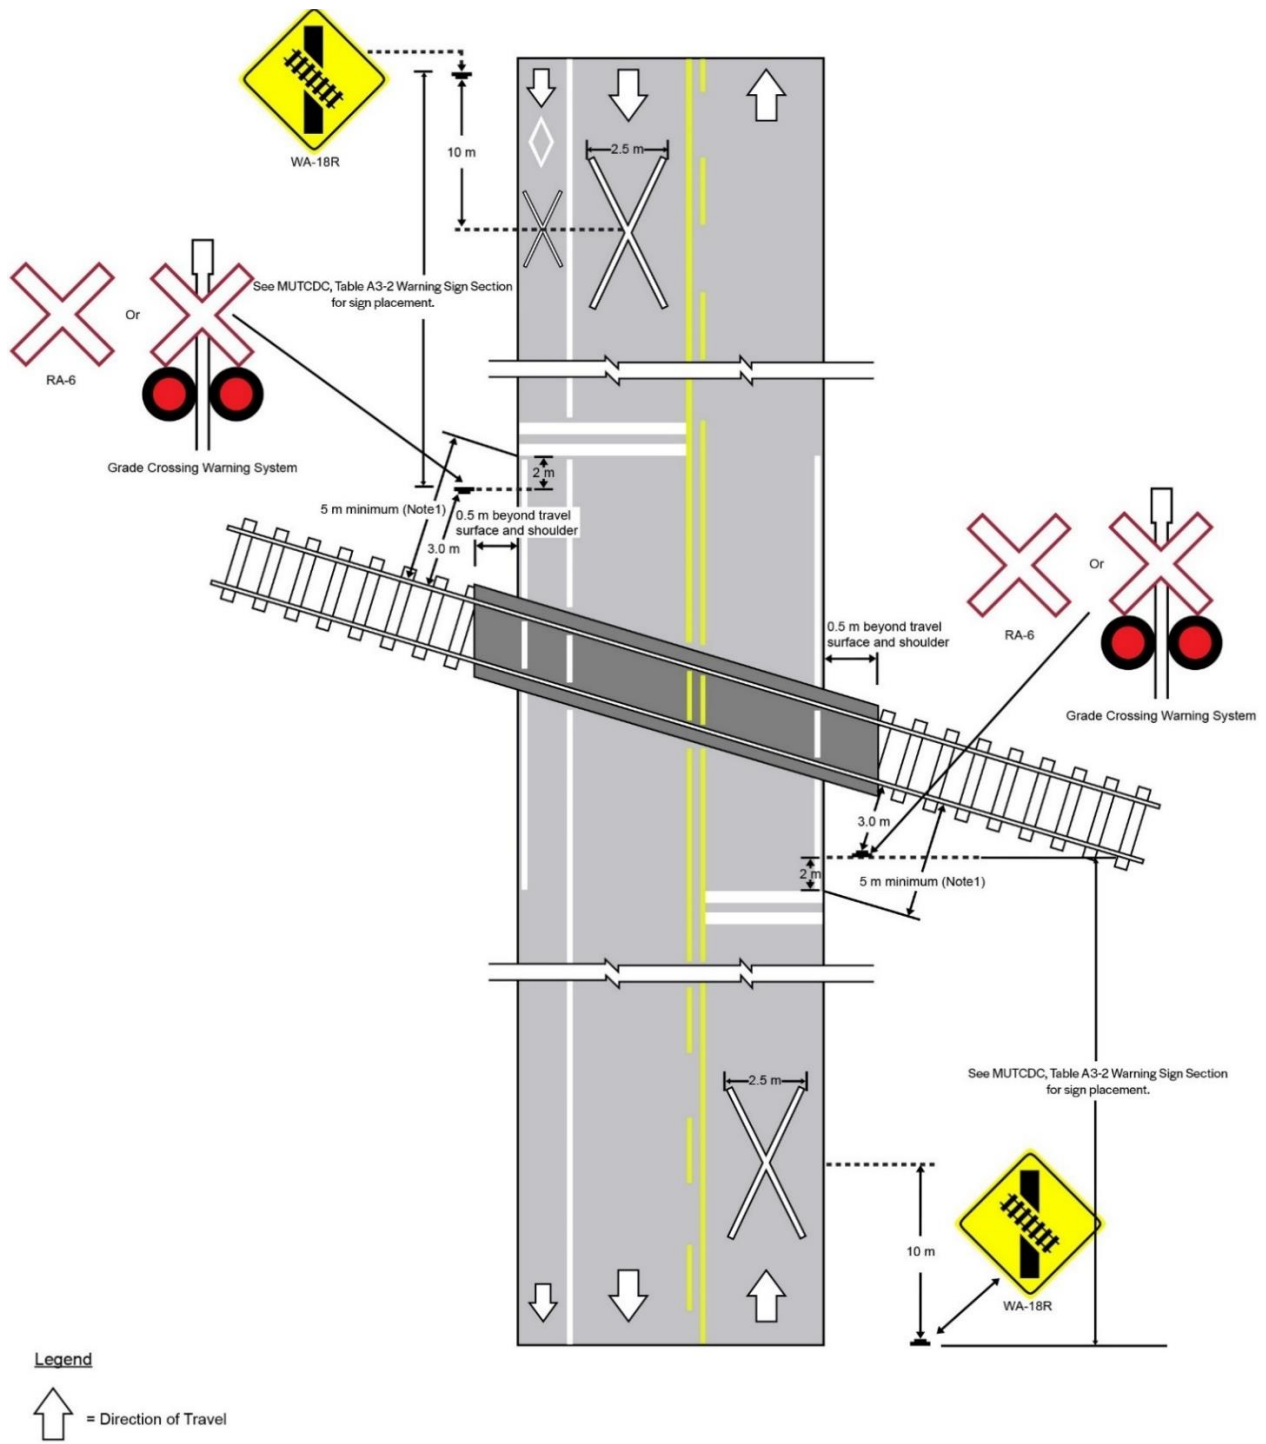 WA-18R
10 m
2.5 m
See MUTCDC, Table A3-2 Warning Sign Section
for sign placement.
Or
RA-6
Grade Crossing Warning System
2 m
5 m minimum (Note1)
0.5 m beyond travel
surface and shoulder
3.0 m
Or
RA-6
0.5 m beyond travel
surface and shoulder
Grade Crossing Warning System
3.0 m
2 m
5 m minimum (Note1)
See MUTCDC, Table A3-2 Warning Sign Section
for sign placement.
2.5 m
10 m
WA-18R
Legend
= Direction of Travel